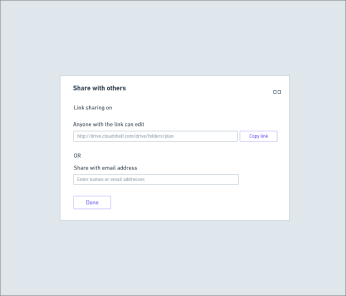 Share with others
Link sharing on
Anyone with the link can edit
http://drive.cloudshelf.com/drive/folders/plan
Copy link
OR
Share with email address
Enter names or email addresses
Done